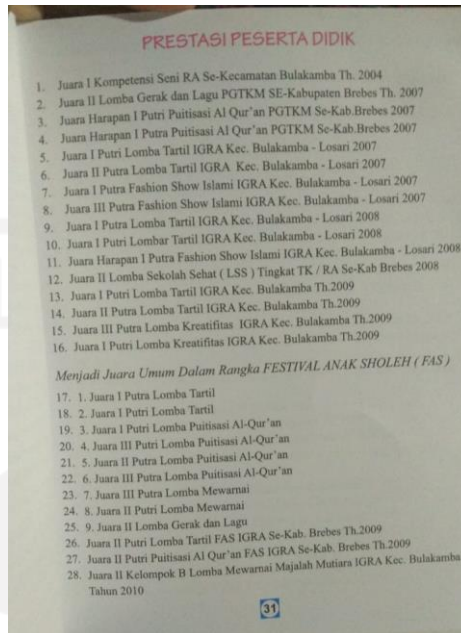 PRESTASI PESERTA DIDIK
1. Juara I Kompetensi Seni RA Se-Kecamatan Bulakamba Th. 2004
2. Juara II Lomba Gerak dan Lagu PGTKM SE-Kabupaten Brebes Th. 2007
3. Juara Harapan I Putri Puitisasi Al Qur'an PGTKM Se-Kab.Brebes 2007
4. Juara Harapan I Putra Puitisasi Al Qur'an PGTKM Se-Kab.Brebes 2007
5. Juara I Putri Lomba Tartil IGRA Kec. Bulakamba - Losari 2007
6. Juara II Putra Lomba Tartil IGRA Kec. Bulakamba - Losari 2007
7. Juara I Putra Fashion Show Islami IGRA Kec. Bulakamba - Losari 2007
8. Juara III Putra Fashion Show Islami IGRA Kec. Bulakamba - Losari 2007
9. Juara I Putra Lomba Tartil IGRA Kec. Bulakamba - Losari 2008
10. Juara I Putri Lombar Tartil IGRA Kec. Bulakamba - Losari 2008
11. Juara Harapan I Putra Fashion Show Islami IGRA Kec. Bulakamba - Losari 2008
12. Juara II Lomba Sekolah Sehat ( LSS ) Tingkat TK / RA Se-Kab Brebes 2008
13. Juara I Putri Lomba Tartil IGRA Kec. Bulakamba Th.2009
14. Juara II Putra Lomba Tartil IGRA Kec. Bulakamba Th.2009
15. Juara III Putra Lomba Kreatifitas IGRA Kec. Bulakamba Th.2009
16. Juara I Putri Lomba Kreatifitas IGRA Kec. Bulakamba Th.2009
Menjadi Juara Umum Dalam Rangka FESTIVAL ANAK SHOLEH ( FAS )
17. 1. Juara I Putra Lomba Tartil
18. 2. Juara I Putri Lomba Tartil
19. 3. Juara I Putri Lomba Puitisasi Al-Qur'an
20. 4. Juara III Putri Lomba Puitisasi Al-Qur'an
21. 5. Juara II Putra Lomba Puitisasi Al-Qur'an
22. 6. Juara III Putra Lomba Puitisasi Al-Qur'an
23. 7. Juara III Putra Lomba Mewarnai
24. 8. Juara II Putri Lomba Mewarnai
25. 9. Juara II Lomba Gerak dan Lagu
26. Juara II Putri Lomba Tartil FAS IGRA Se-Kab. Brebes Th.2009
27. Juara II Putri Puitisasi Al Qur'an FAS IGRA Se-Kab. Brebes Th.2009
28. Juara II Kelompok B Lomba Mewarnai Majalah Mutiara IGRA Kec. Bulakamba
Tahun 2010
31